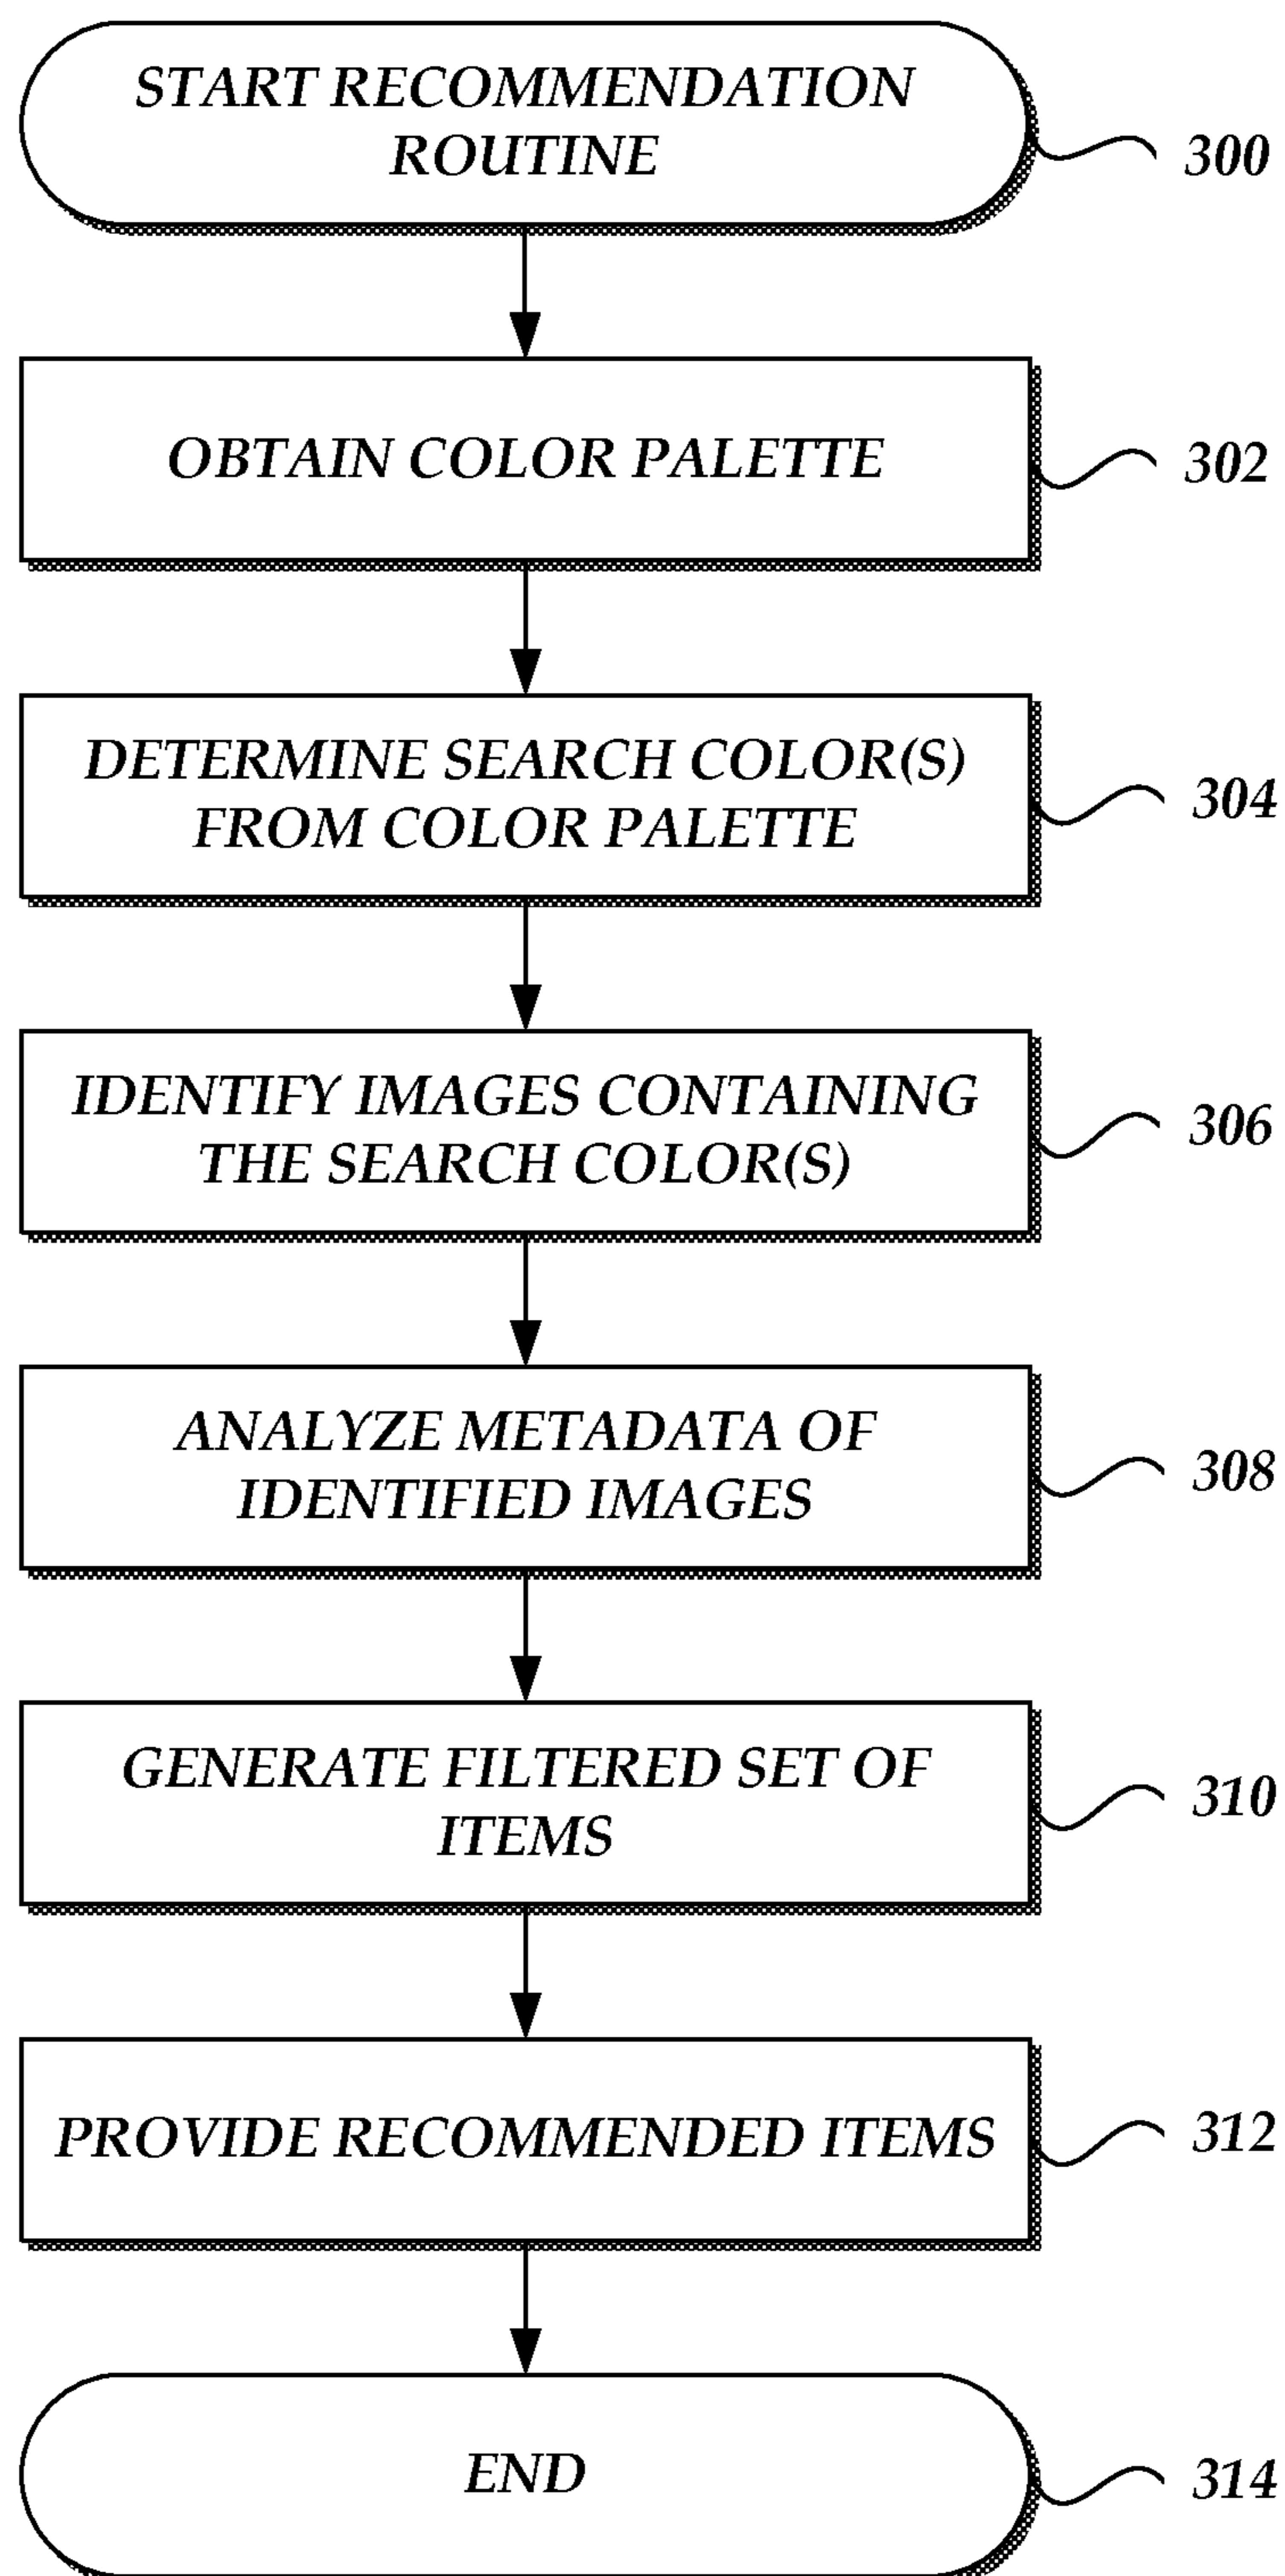 START RECOMMENDATION
ROUTINE
300
OBTAIN COLOR PALETTE
302
DETERMINE SEARCH COLOR(S)
FROM COLOR PALETTE
304
IDENTIFY IMAGES CONTAINING
THE SEARCH COLOR(S)
306
ANALYZE METADATA OF
IDENTIFIED IMAGES
308
GENERATE FILTERED SET OF
ITEMS
310
PROVIDE RECOMMENDED ITEMS
312
END
314